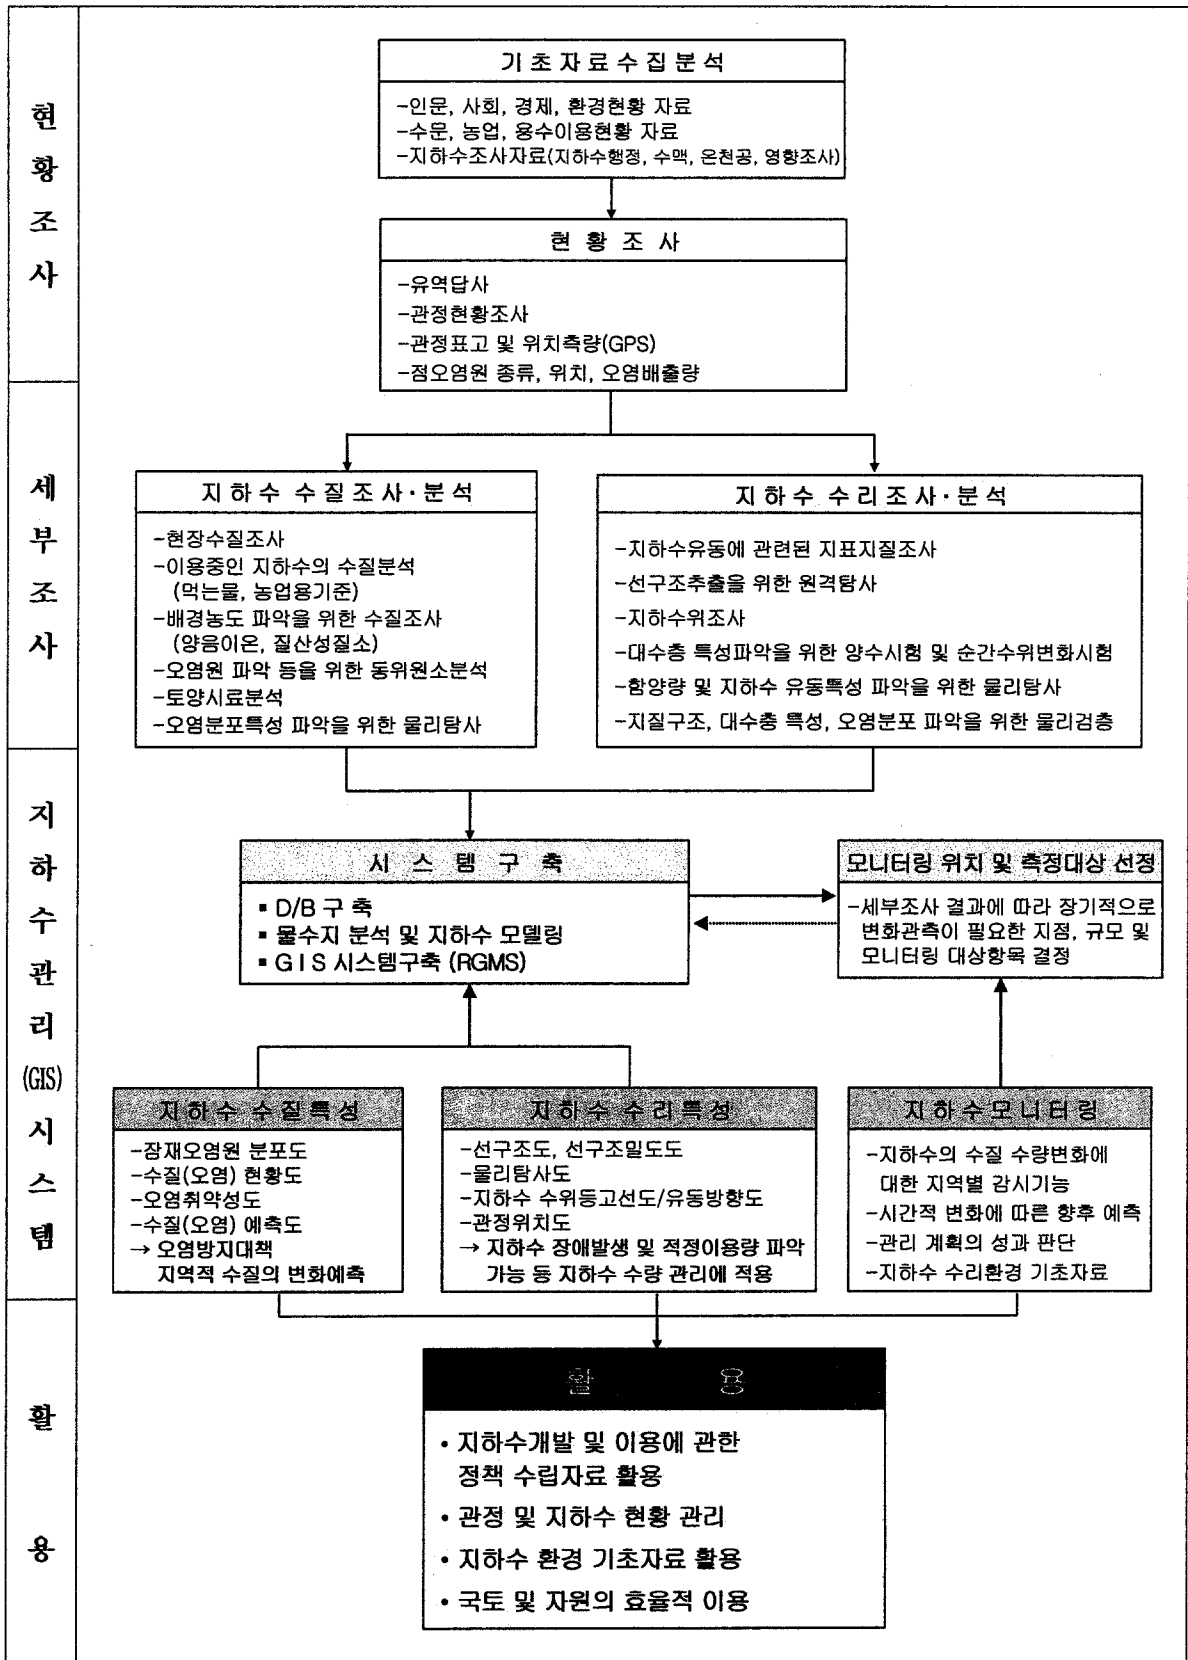 현황조사
기초자료수집분석
-인문, 사회, 경제, 환경현황 자료
-수문, 농업, 용수이용현황 자료
-지하수조사자료(지하수행정, 수맥, 온천공, 영향조사)
현 황 조 사
-유역답사
-관정현황조사
-관정표고 및 위치측량(GPS)
-점오염원 종류, 위치, 오염배출량
세부조사
지하수 수질조사·분석
-현장수질조사
-이용중인 지하수의 수질분석
(먹는물, 농업용기준)
-배경농도 파악을 위한 수질조사
(양음이온, 질산성질소)
-오염원 파악 등을 위한 동위원소분석
-토양시료분석
-오염분포특성 파악을 위한 물리탐사
지하수 수리조사·분석
-지하수유동에 관련된 지표지질조사
-선구조추출을 위한 원격탐사
-지하수위조사
-대수층 특성파악을 위한 양수시험 및 순간수위변화시험
-함양량 및 지하수 유동특성 파악을 위한 물리탐사
-지질구조, 대수층 특성, 오염분포 파악을 위한 물리검층
지하수관리(GIS)시스템
시 스 템 구 축
▪ D/B 구 축
▪ 물수지 분석 및 지하수 모델링
▪ G I S 시스템구축 (RGMS)
모니터링 위치 및 측정대상 선정
-세부조사 결과에 따라 장기적으로
변화관측이 필요한 지점, 규모 및
모니터링 대상항목 결정
지하수 수질특성
-잠재오염원 분포도
-수질(오염) 현황도
-오염취약성도
-수질(오염) 예측도
→ 오염방지대책
지역적 수질의 변화예측
지하수 수리특성
-선구조도, 선구조밀도도
-물리탐사도
-지하수 수위등고선도/유동방향도
-관정위치도
→ 지하수 장애발생 및 적정이용량 파악
가능 등 지하수 수량 관리에 적용
지하수모니터링
-지하수의 수질 수량변화에
대한 지역별 감시기능
-시간적 변화에 따른 향후 예측
-관리 계획의 성과 판단
-지하수 수리환경 기초자료
활용
활 용
• 지하수개발 및 이용에 관한
정책 수립자료 활용
• 관정 및 지하수 현황 관리
• 지하수 환경 기초자료 활용
• 국토 및 자원의 효율적 이용